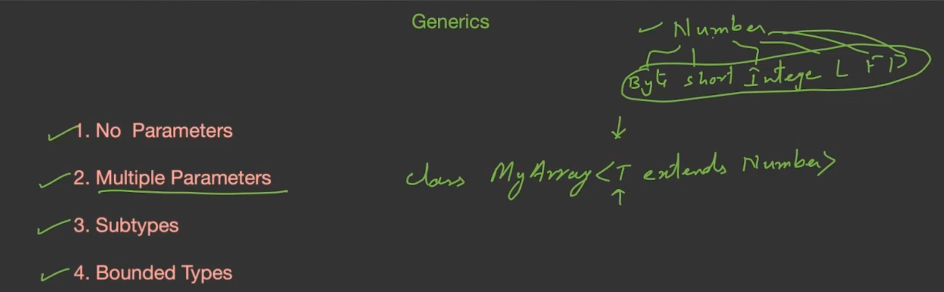 Generics
Number
Byte short Intege L F D
1. No Parameters
2. Multiple Parameters
class MyArray<T extends Number>
3. Subtypes
4. Bounded Types